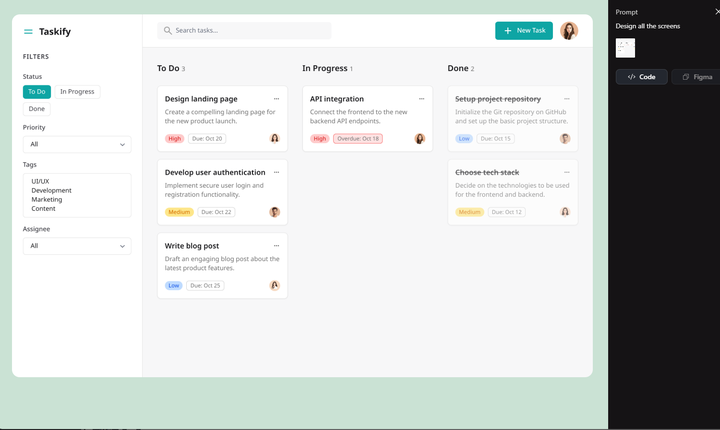 Taskify
FILTERS
Status
To Do
In Progress
Done
Priority
All
Tags
UI/UX
Development
Marketing
Content
Assignee
All
Search tasks...
+ New Task
To Do 3
Design landing page
Create a compelling landing page for
the new product launch.
High
Due: Oct 20
Develop user authentication
Implement secure user login and
registration functionality.
Medium
Due: Oct 22
Write blog post
Draft an engaging blog post about the
latest product features.
Low
Due: Oct 25
In Progress 1
API integration
Connect the frontend to the new
backend API endpoints.
High
Overdue: Oct 18
Done 2
Setup project repository
Initialize the Git repository on GitHub
and set up the basic project structure.
Low
Due: Oct 15
Choose tech stack
Decide on the technologies to be used
for the frontend and backend.
Medium
Due: Oct 12
Prompt
Design all the screens
</> Code
Figma